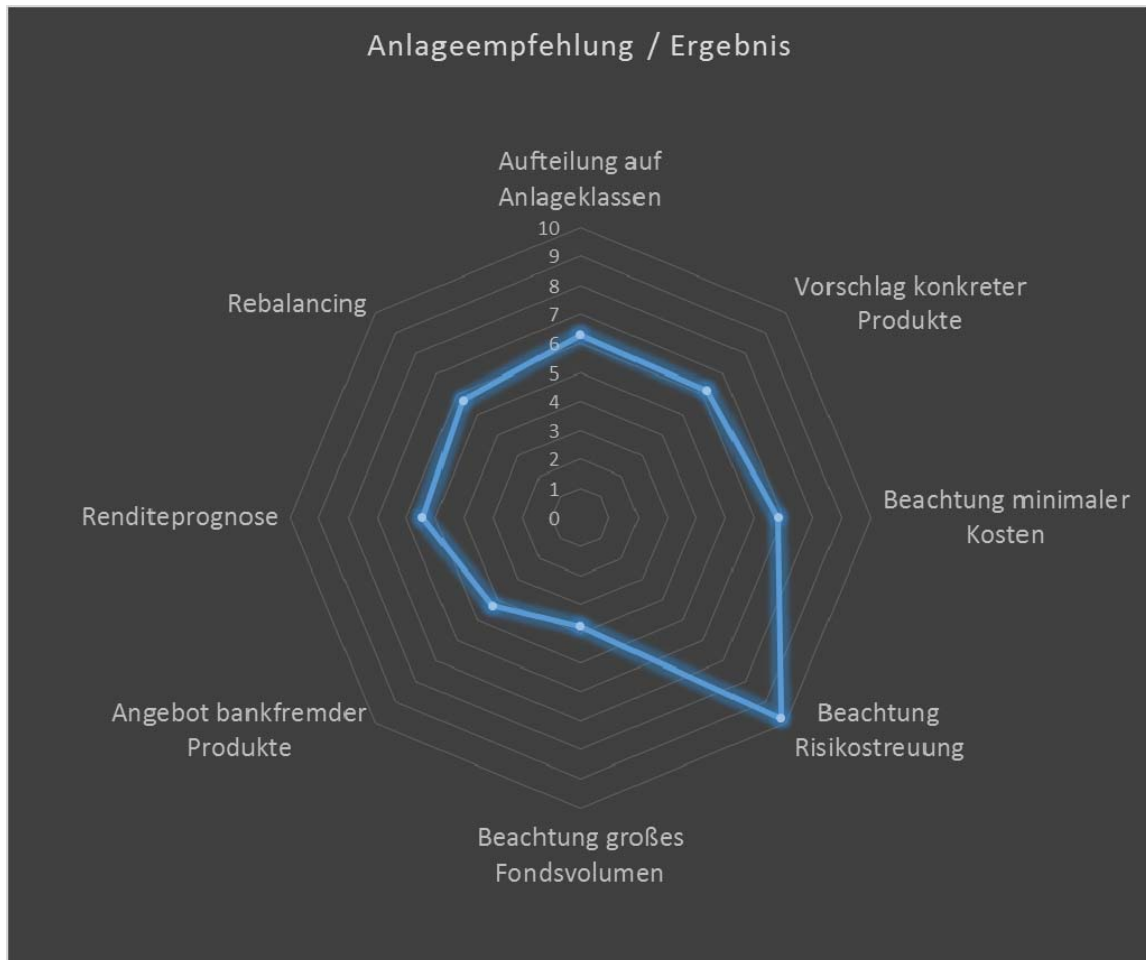 Anlageempfehlung / Ergebnis
Aufteilung auf
Anlageklassen
10
9
8
7
6
5
4
3
2
1
0
Vorschlag konkreter
Produkte
Beachtung minimaler
Kosten
Beachtung
Risikostreuung
Beachtung großes
Fondsvolumen
Angebot bankfremder
Produkte
Renditeprognose
Rebalancing